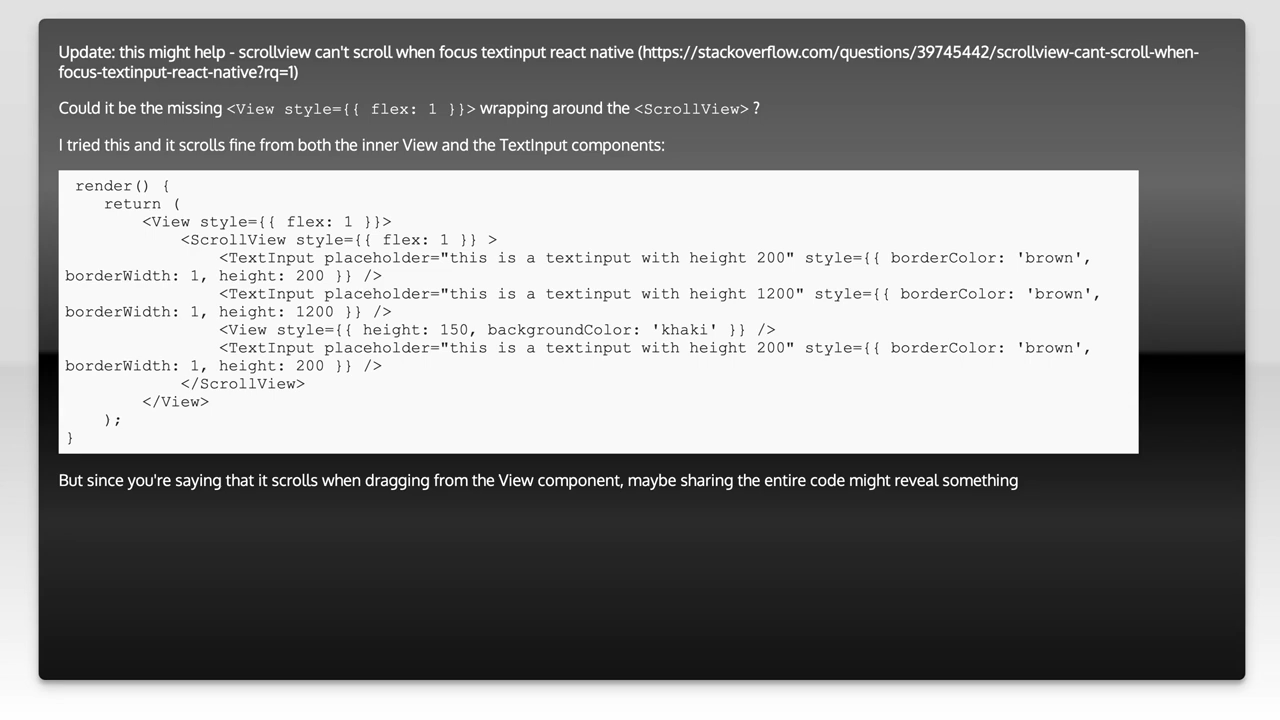 Update: this might help - scrollview can't scroll when focus textinput react native (https://stackoverflow.com/questions/39745442/scrollview-cant-scroll-when-
focus-textinput-react-native?rq=1)
Could it be the missing <View style={{ flex: 1 }}> wrapping around the <ScrollView> ?
I tried this and it scrolls fine from both the inner View and the TextInput components:
render() {
return (
<View style={{ flex: 1 }}>
<ScrollView style={{ flex: 1 }} >
<TextInput placeholder="this is a textinput with height 200" style={{ borderColor: 'brown',
borderWidth: 1, height: 200 }} />
<TextInput placeholder="this is a textinput with height 1200" style={{ borderColor: 'brown',
borderWidth: 1, height: 1200 }} />
<View style={{ height: 150, backgroundColor: 'khaki' }} />
<TextInput placeholder="this is a textinput with height 200" style={{ borderColor: 'brown',
borderWidth: 1, height: 200 }} />
</ScrollView>
</View>
);
}
But since you're saying that it scrolls when dragging from the View component, maybe sharing the entire code might reveal something